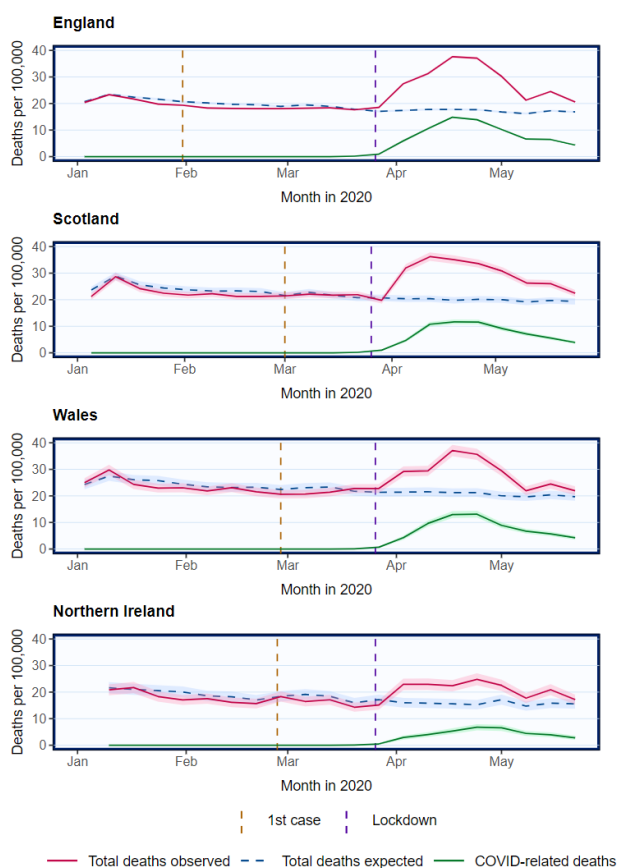 England
Deaths per 100,000
40
30
20
10
0
Jan Feb Mar Apr May
Month in 2020
Scotland
Deaths per 100,000
40
30
20
10
0
Jan Feb Mar Apr May
Month in 2020
Wales
Deaths per 100,000
40
30
20
10
0
Jan Feb Mar Apr May
Month in 2020
Northern Ireland
Deaths per 100,000
40
30
20
10
0
Jan Feb Mar Apr May
Month in 2020
1st case Lockdown
Total deaths observed Total deaths expected COVID-related deaths